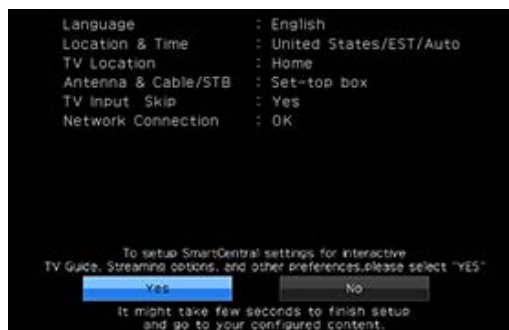 Language : English
Location & Time : United States/EST/Auto
TV Location : Home
Antenna & Cable/STB : Set-top box
TV Input Skip : Yes
Network Connection : OK
To setup SmartCentral settings for interactive
TV Guide, Streaming options, and other preferences,please select "YES"
Yes No
It might take few seconds to finish setup
and go to your configured content.